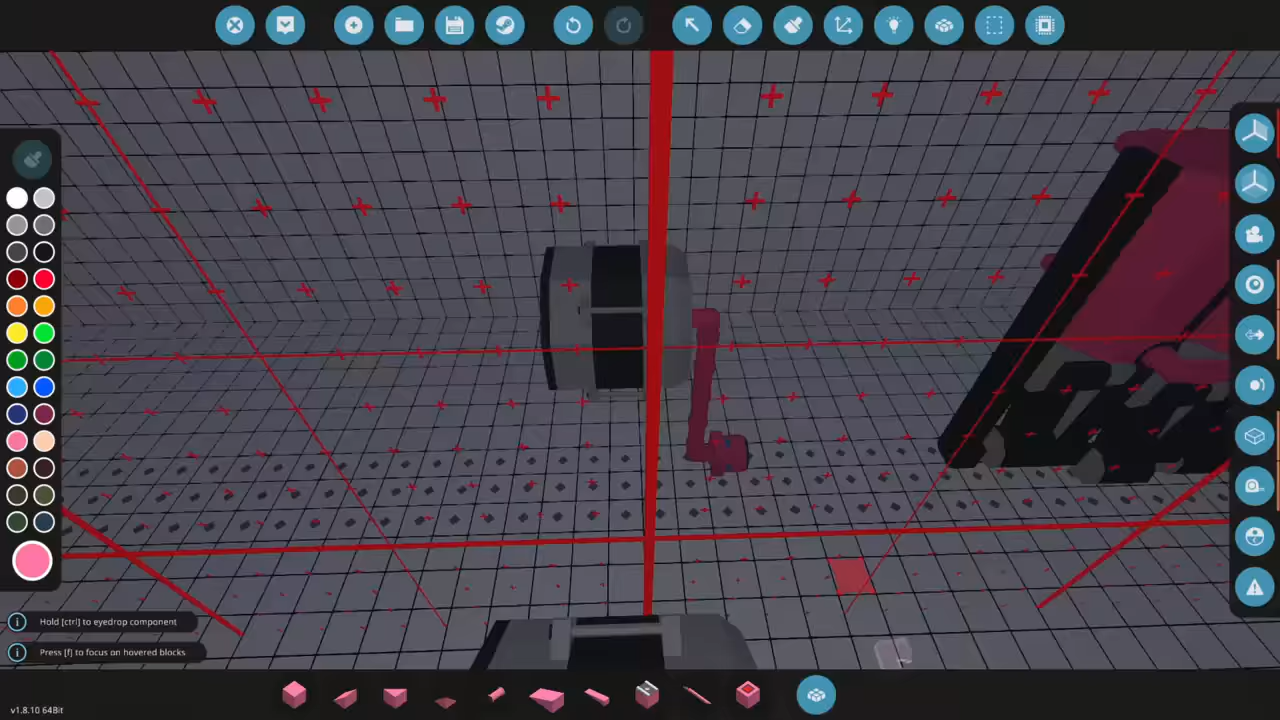 Hold [ctrl] to eyedrop component
Press [f] to focus on hovered blocks
v1.8.10 64Bit